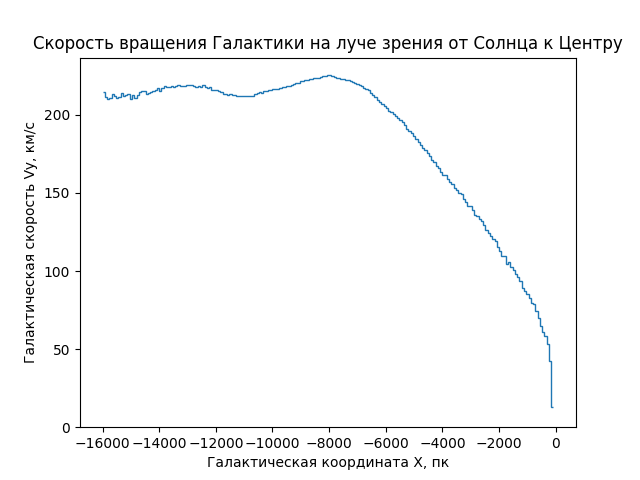 Скорость вращения Галактики на луче зрения от Солнца к Центру
Галактическая скорость Vy, км/с
200
150
100
50
0
−16000 −14000 −12000 −10000 −8000 −6000 −4000 −2000 0
Галактическая координата X, пк